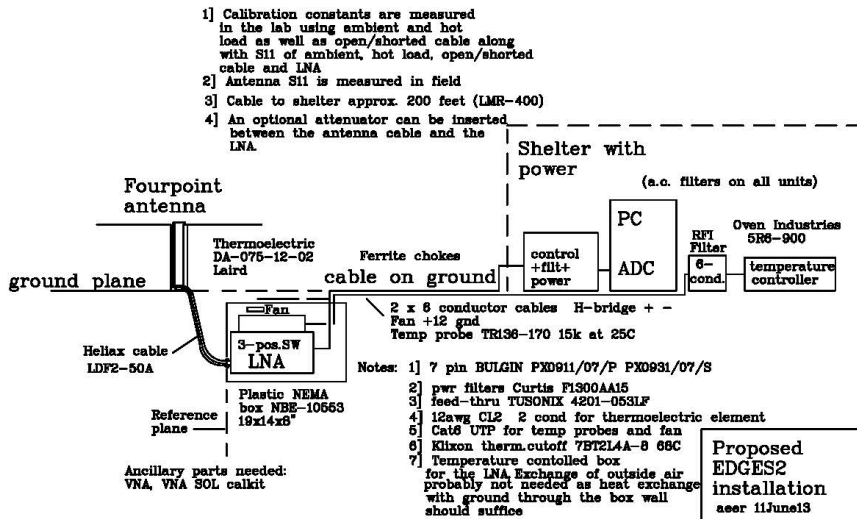 1] Calibration constants are measured
in the lab using ambient and hot
load as well as open/shorted cable along
with S11 of ambient, hot load, open/shorted
cable and LNA
2] Antenna S11 is measured in field
3] Cable to shelter approx. 200 feet (LMR-400)
4] An optional attenuator can be inserted
between the antenna cable and the
LNA.
Shelter with
power
(a.c. filters on all units)
Fourpoint
antenna
Thermoelectric
DA-075-12-02
Laird
ground plane
Ferrite chokes
cable on ground
control
+filt+
power
PC
ADC
RFI
Filter
6-
cond.
Oven Industries
5R6-900
temperature
controller
Fan
3-pos.SW
LNA
2 x 6 conductor cables H-bridge + -
Fan +12 gnd
Temp probe TR136-170 15k at 25C
Heliax cable
LDF2-50A
Plastic NEMA
box NBE-10553
19x14x6"
Reference
plane
Ancillary parts needed:
VNA, VNA SOL calkit
Notes: 1] 7 pin BULGIN PX0911/07/P PX0931/07/S
2] pwr filters Curtis F1300AA15
3] feed-thru TUSONIX 4201-053LF
4] 12awg CL2 2 cond for thermoelectric element
5] Cat6 UTP for temp probes and fan
6] Klixon therm.cutoff 7BT2L4A-8 66C
7] Temperature contolled box
for the LNA. Exchange of outside air
probably not needed as heat exchange
with ground through the box wall
should suffice
Proposed
EDGES2
installation
aeer 11June13